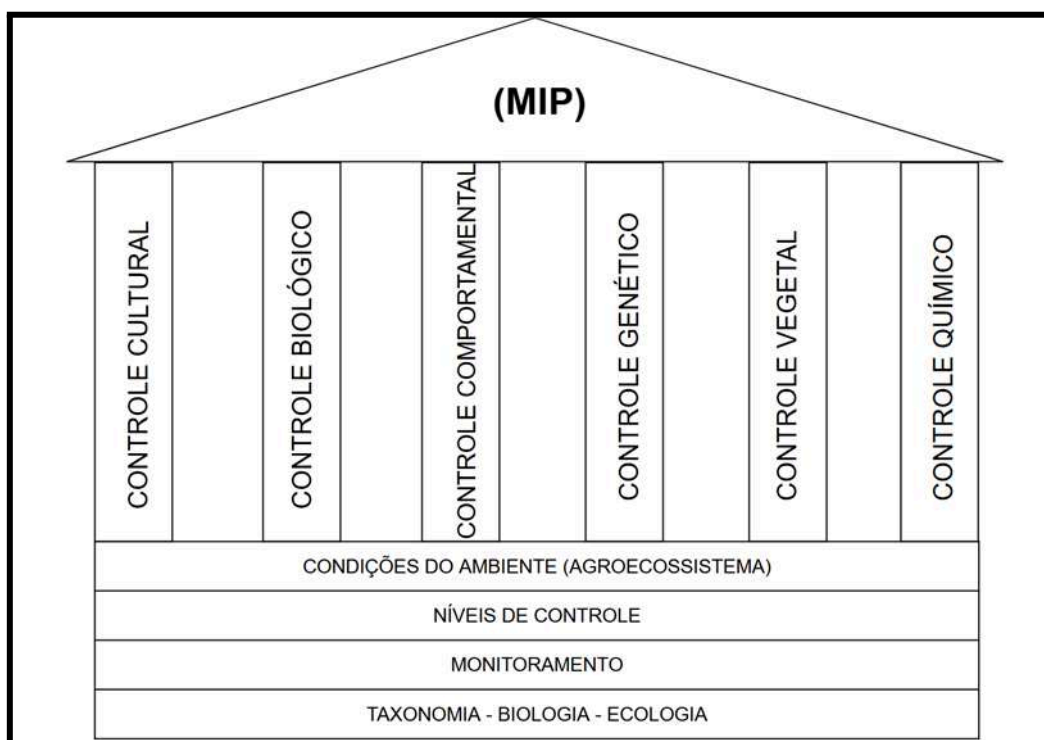 (MIP)
CONTROLE CULTURAL
CONTROLE BIOLÓGICO
CONTROLE COMPORTAMENTAL
CONTROLE GENÉTICO
CONTROLE VEGETAL
CONTROLE QUÍMICO
CONDIÇÕES DO AMBIENTE (AGROECOSSISTEMA)
NÍVEIS DE CONTROLE
MONITORAMENTO
TAXONOMIA - BIOLOGIA - ECOLOGIA